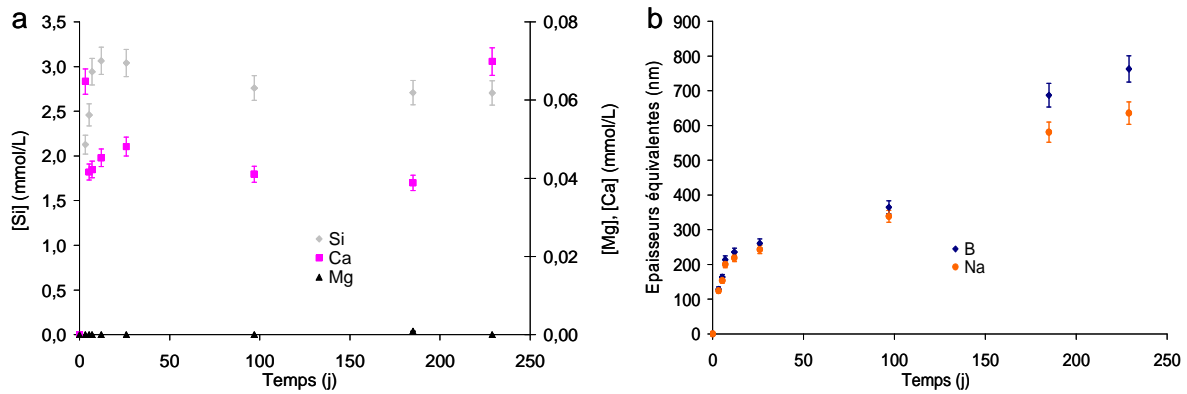 a
3,5
3,0
2,5
2,0
1,5
1,0
0,5
0,0
[Si] (mmol/L)
0,08
0,06
0,04
0,02
0,00
[Mg], [Ca] (mmol/L)
Si
Ca
Mg
0 50 100 150 200 250
Temps (j)
b
900
800
700
600
500
400
300
200
100
0
Epaisseurs équivalentes (nm)
B
Na
0 50 100 150 200 250
Temps (j)